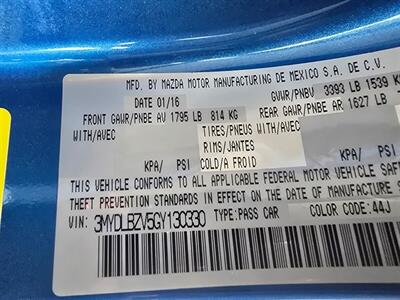 MFD. BY MAZDA MOTOR MANUFACTURING DE MEXICO S.A. DE C.V.
DATE 01/16 GVWR/PNBV 3393 LB 1539 K
FRONT GAWR/PNBE AV 1795 LB 814 KG REAR GAWR/PNBE AR 1627 LB
WITH/AVEC TIRES/PNEUS WITH/AVEC
RIMS/JANTES
KPA/ PSI COLD/A FROID KPA/ PSI
THIS VEHICLE CONFORMS TO ALL APPLICABLE FEDERAL MOTOR VEHICLE
THEFT PREVENTION STANDARDS IN EFFECT ON THE DATE OF
VIN: 3MYDLBZV5GY130330 TYPE: PASS CAR COLOR CODE: 44J